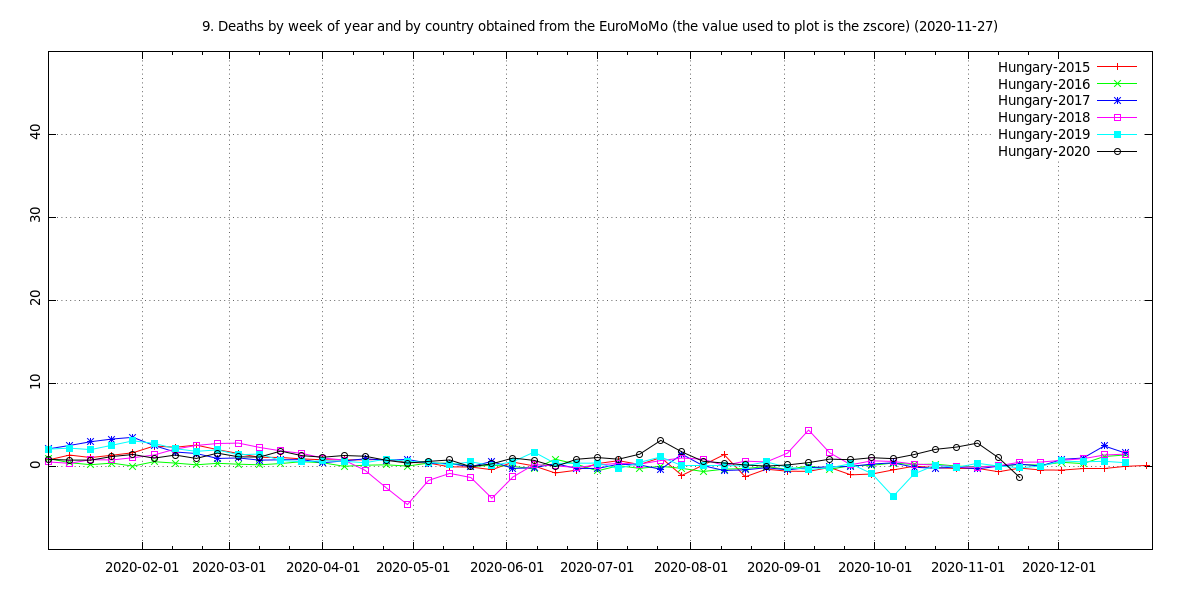 9. Deaths by week of year and by country obtained from the EuroMoMo (the value used to plot is the zscore) (2020-11-27)
Hungary-2015
Hungary-2016
Hungary-2017
Hungary-2018
Hungary-2019
Hungary-2020
40
30
20
10
0
2020-02-01 2020-03-01 2020-04-01 2020-05-01 2020-06-01 2020-07-01 2020-08-01 2020-09-01 2020-10-01 2020-11-01 2020-12-01